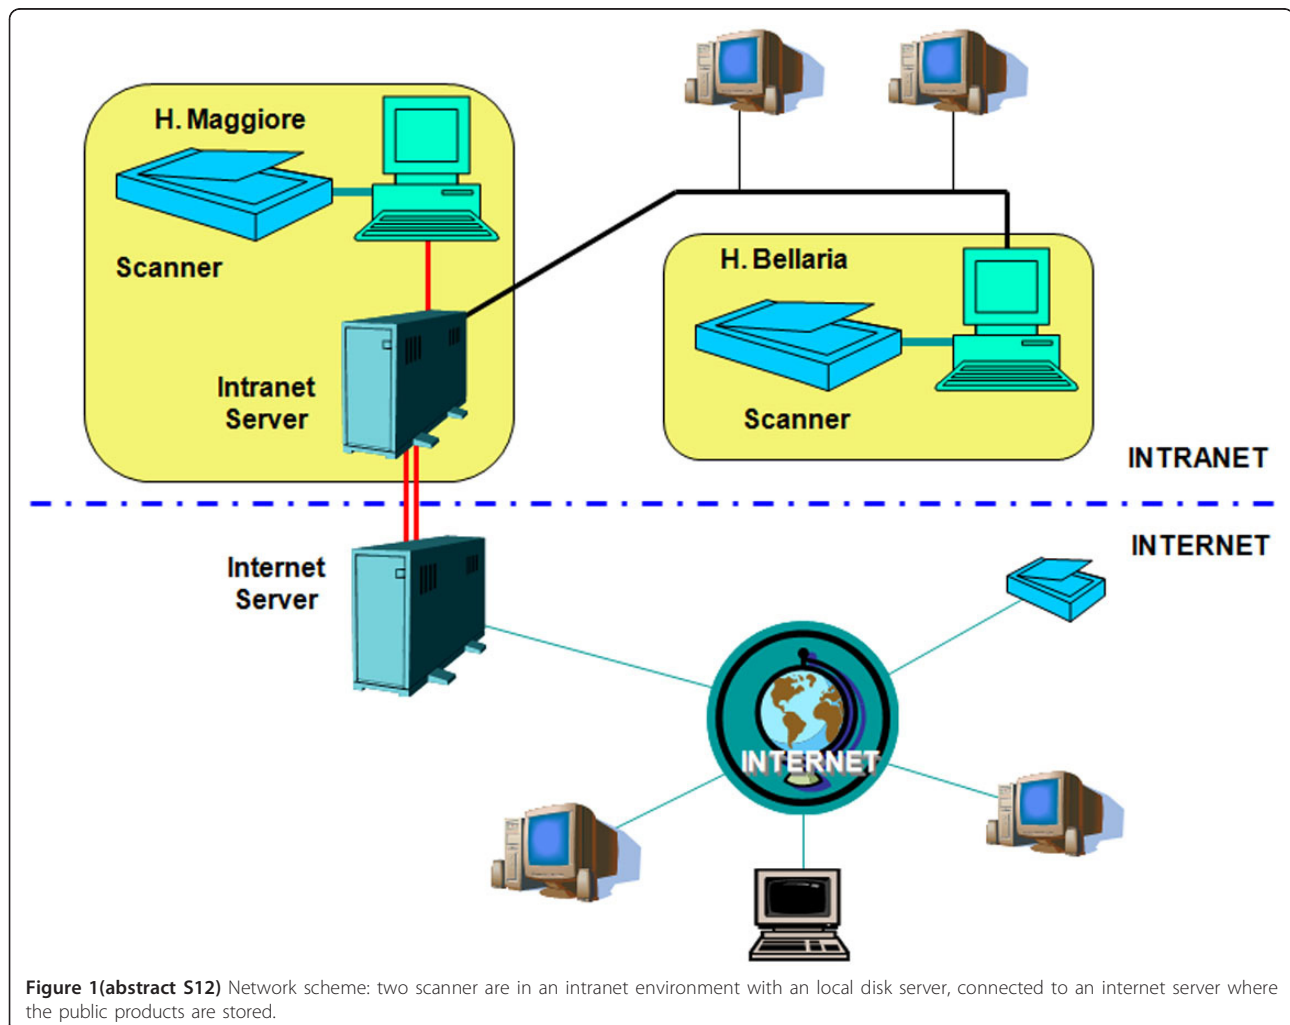 H. Maggiore
Scanner
H. Bellaria
Scanner
Intranet
Server
INTRANET
INTERNET
Internet
Server
INTERNET
Figure 1(abstract S12) Network scheme: two scanner are in an intranet environment with an local disk server, connected to an internet server where
the public products are stored.